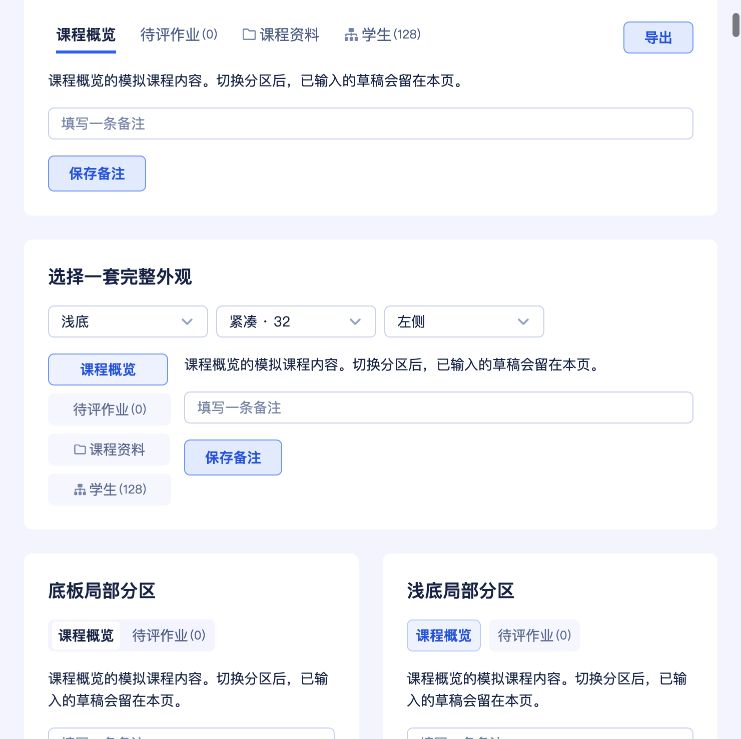 课程概览 待评作业(0) 课程资料 学生(128) 导出
课程概览的模拟课程内容。切换分区后，已输入的草稿会留在本页。
填写一条备注
保存备注
选择一套完整外观
浅底 紧凑 · 32 左侧
课程概览
待评作业(0)
课程资料
学生(128)
课程概览的模拟课程内容。切换分区后，已输入的草稿会留在本页。
填写一条备注
保存备注
底板局部分区
课程概览 待评作业(0)
课程概览的模拟课程内容。切换分区后，已输
入的草稿会留在本页。
浅底局部分区
课程概览 待评作业(0)
课程概览的模拟课程内容。切换分区后，已输
入的草稿会留在本页。